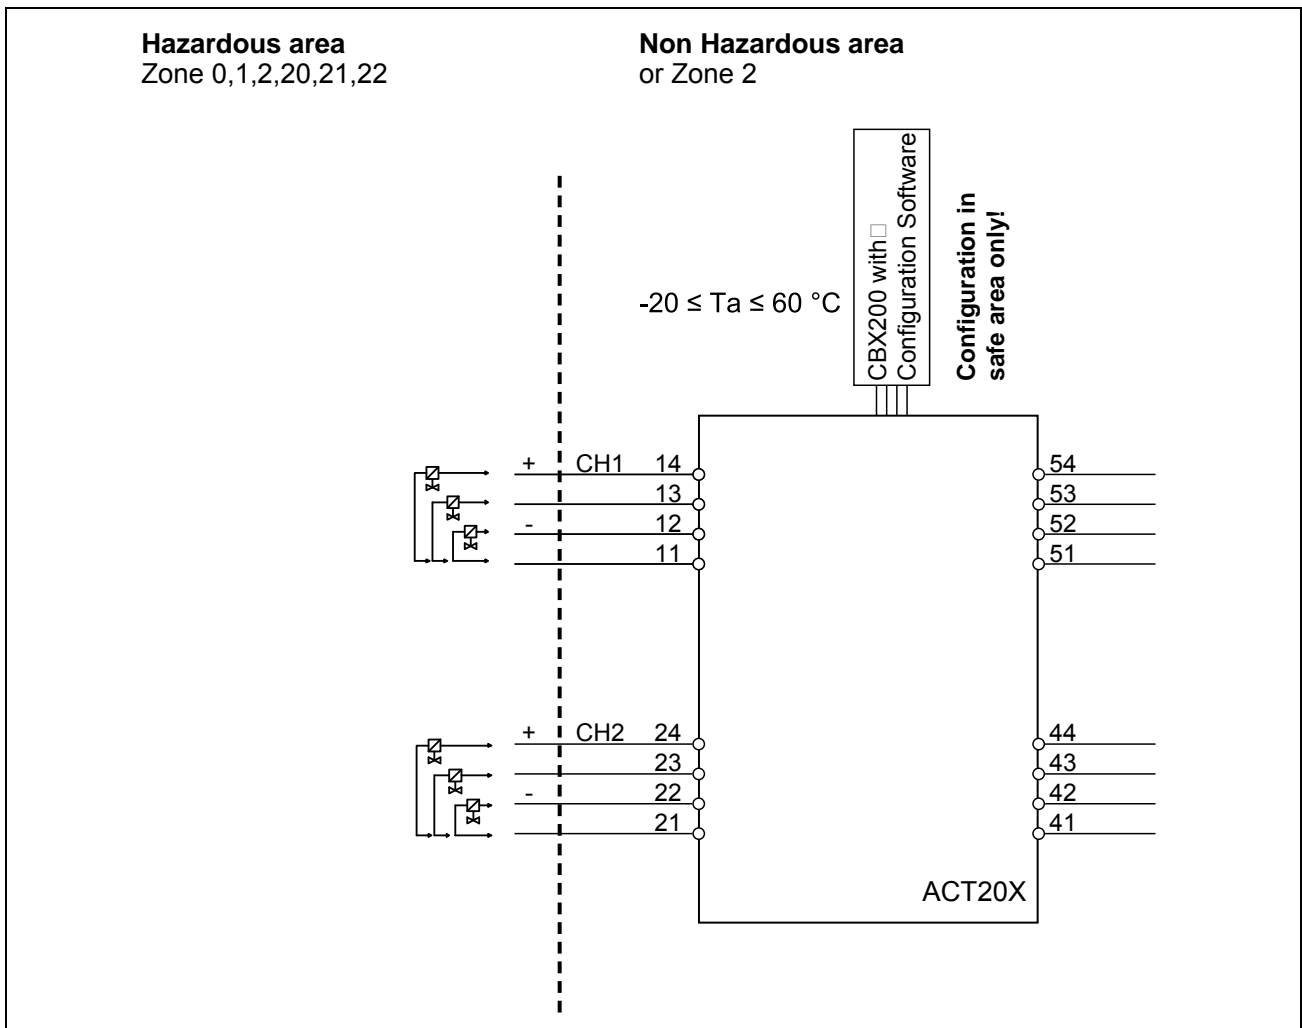 Hazardous area
Zone 0,1,2,20,21,22
Non Hazardous area
or Zone 2
CBX200 with□
Configuration Software
Configuration in
safe area only!
-20 ≤ Ta ≤ 60 °C
+ CH1 14
13
- 12
11
54
53
52
51
+ CH2 24
23
- 22
21
44
43
42
41
ACT20X